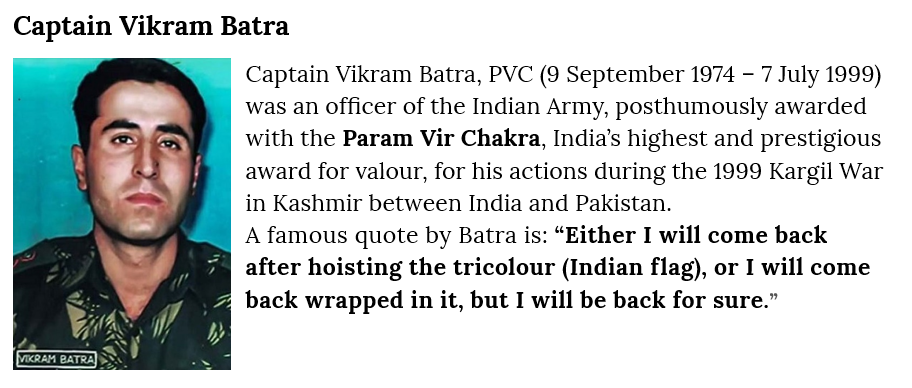 Captain Vikram Batra
Captain Vikram Batra, PVC (9 September 1974 – 7 July 1999)
was an officer of the Indian Army, posthumously awarded
with the Param Vir Chakra, India’s highest and prestigious
award for valour, for his actions during the 1999 Kargil War
in Kashmir between India and Pakistan.
A famous quote by Batra is: “Either I will come back
after hoisting the tricolour (Indian flag), or I will come
back wrapped in it, but I will be back for sure.”
VIKRAM BATRA